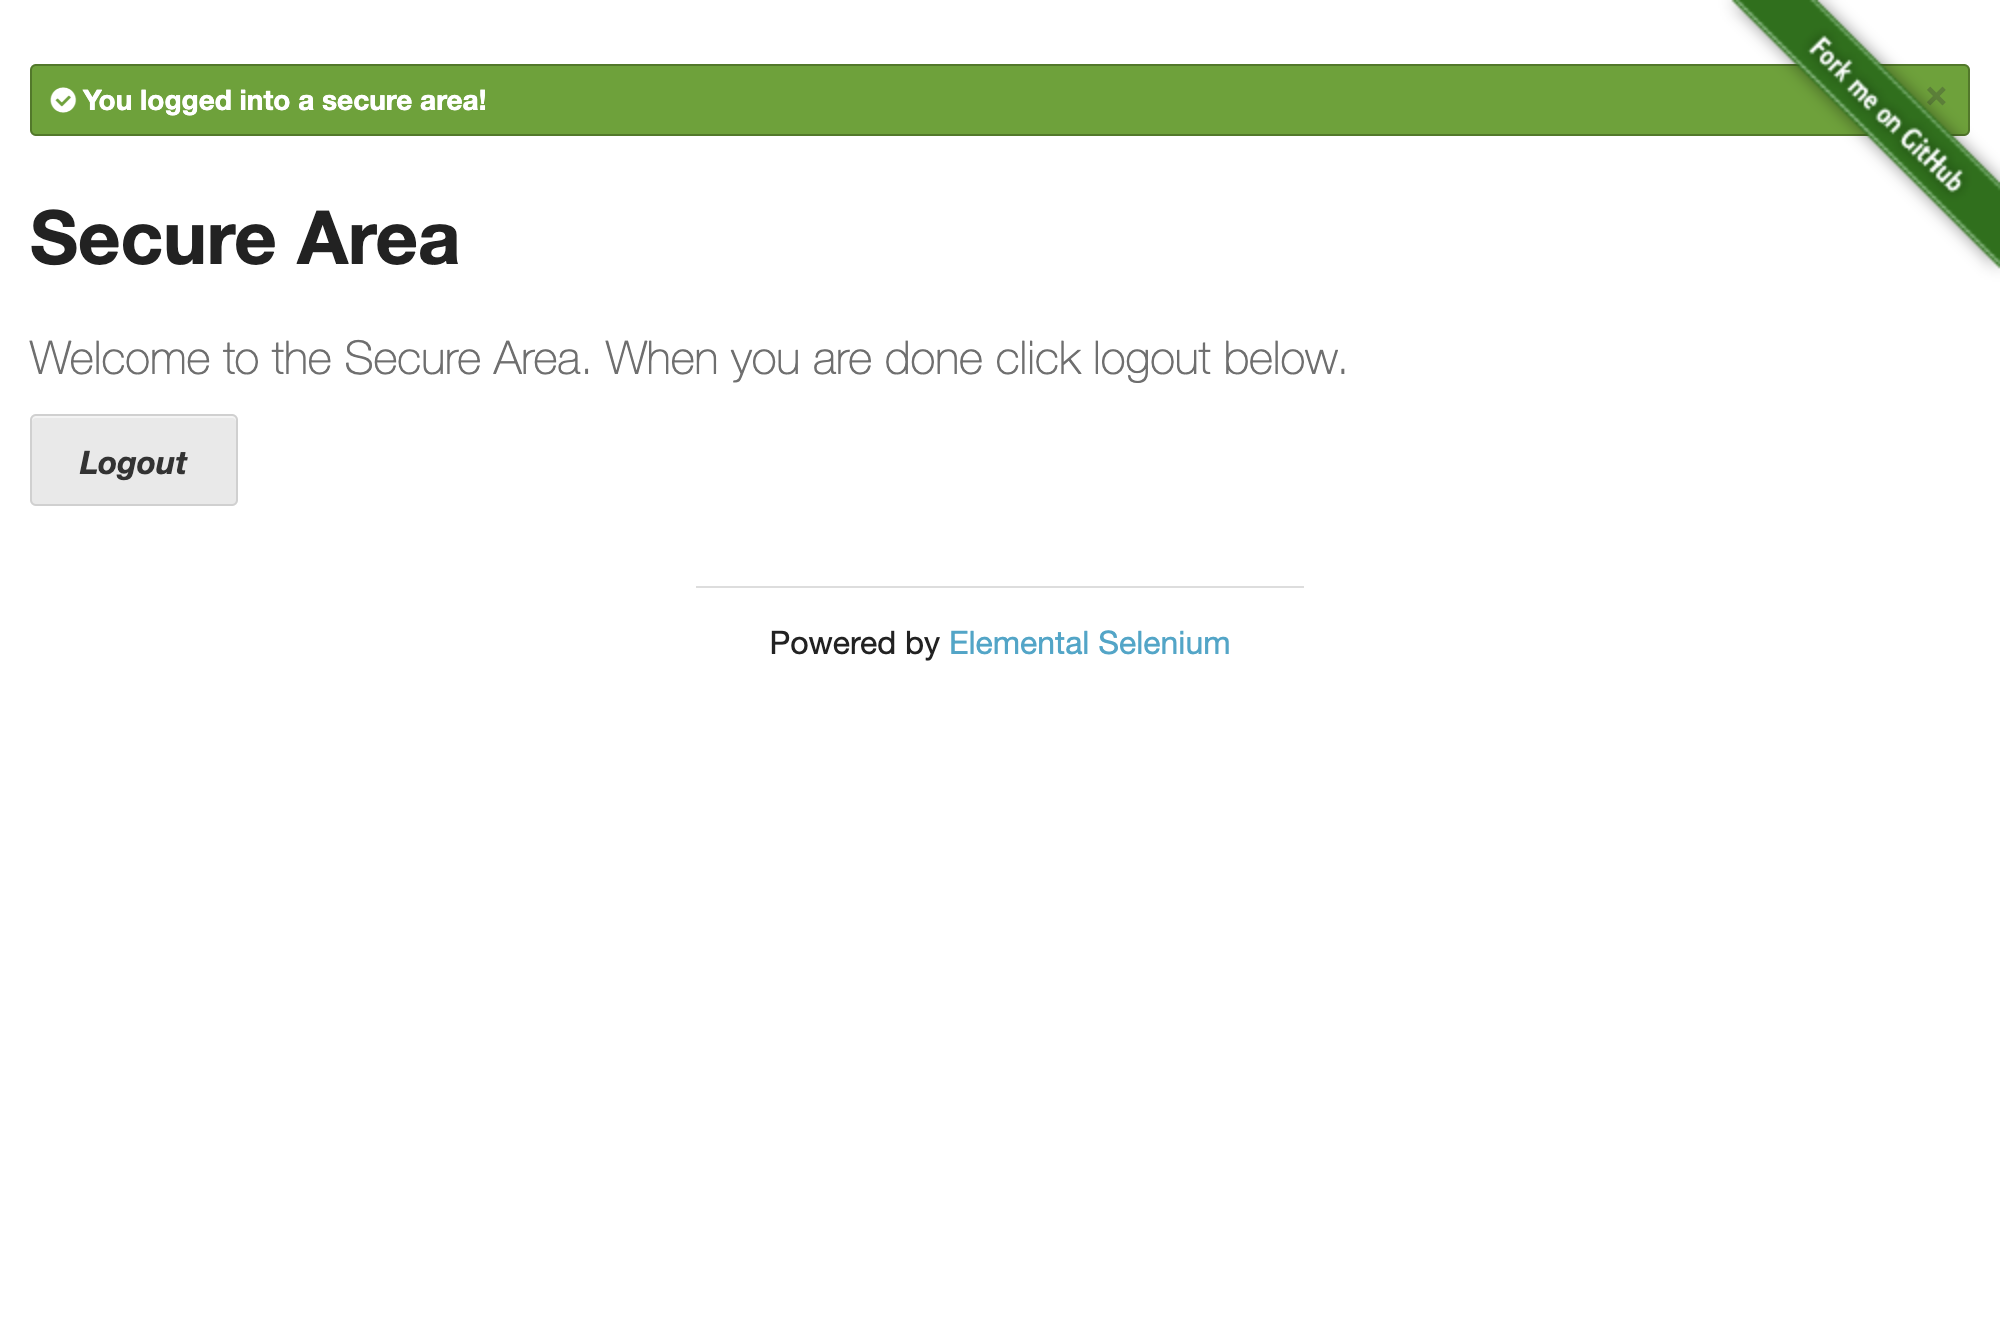 You logged into a secure area!
×
Fork me on GitHub
Secure Area
Welcome to the Secure Area. When you are done click logout below.
Logout
Powered by Elemental Selenium